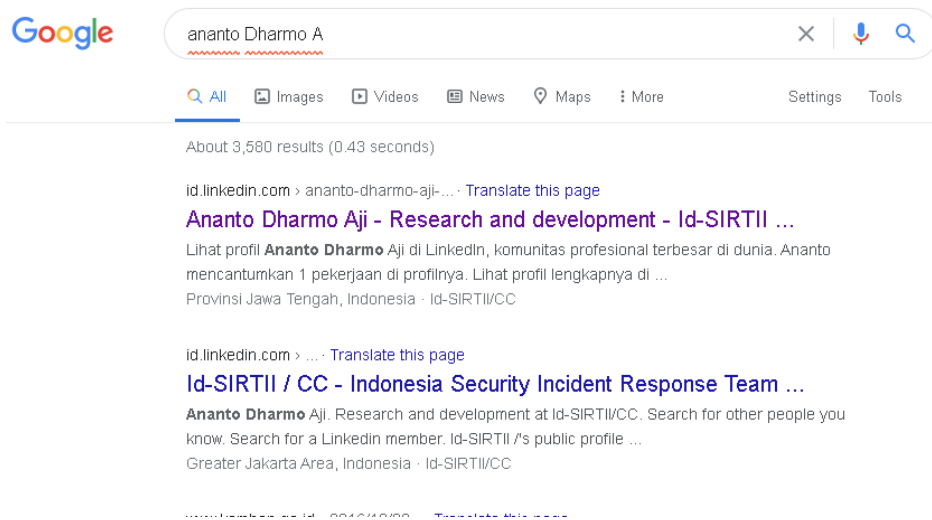 Google
ananto Dharmo A
All Images Videos News Maps More Settings Tools
About 3,580 results (0.43 seconds)
id.linkedin.com › ananto-dharmo-aji-... · Translate this page
Ananto Dharmo Aji - Research and development - Id-SIRTII ...
Lihat profil Ananto Dharmo Aji di LinkedIn, komunitas profesional terbesar di dunia. Ananto
mencantumkan 1 pekerjaan di profilnya. Lihat profil lengkapnya di ...
Provinsi Jawa Tengah, Indonesia · Id-SIRTII/CC
id.linkedin.com › ... · Translate this page
Id-SIRTII / CC - Indonesia Security Incident Response Team ...
Ananto Dharmo Aji. Research and development at Id-SIRTII/CC. Search for other people you
know. Search for a Linkedin member. Id-SIRTII /'s public profile ...
Greater Jakarta Area, Indonesia · Id-SIRTII/CC
Translate this page